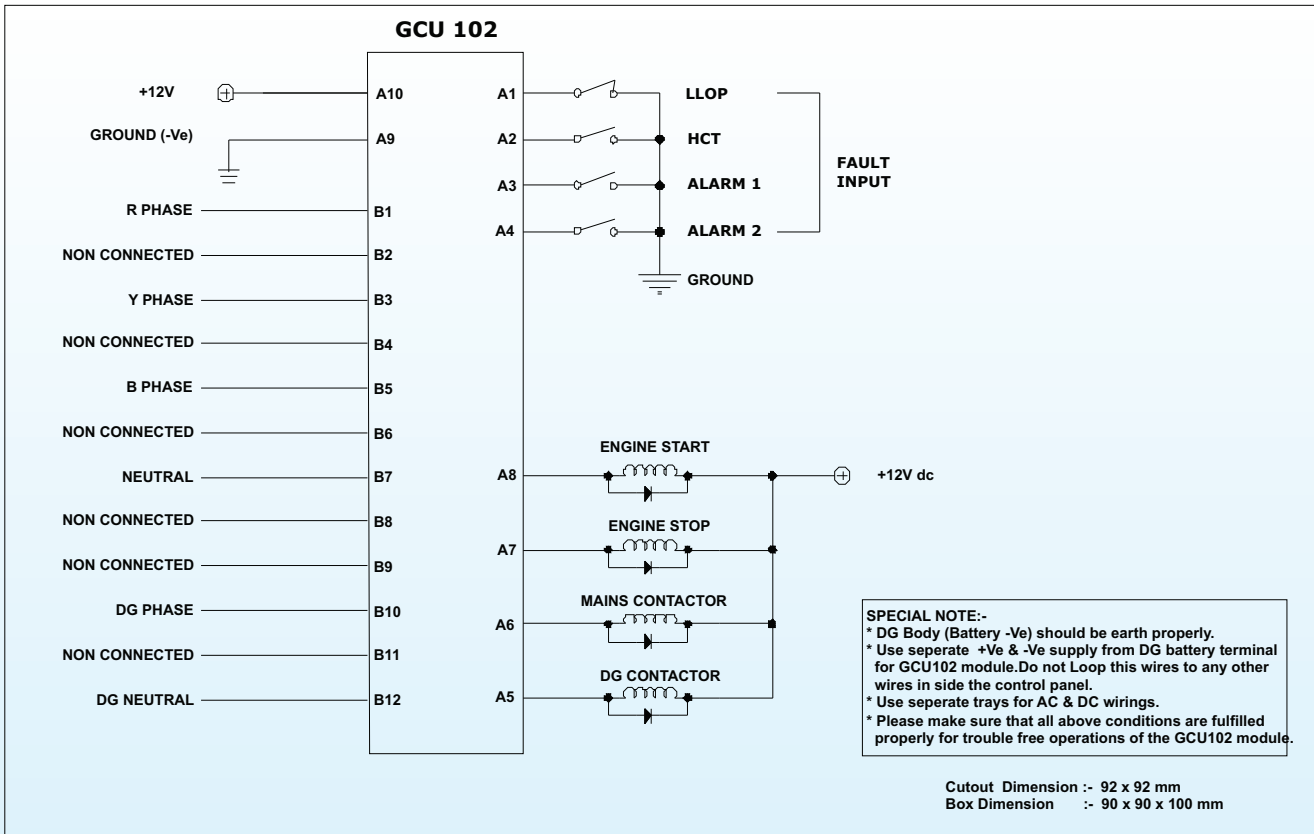 GCU 102
+12V
A10
GROUND (-Ve)
A9
R PHASE
B1
NON CONNECTED
B2
Y PHASE
B3
NON CONNECTED
B4
B PHASE
B5
NON CONNECTED
B6
NEUTRAL
B7
NON CONNECTED
B8
NON CONNECTED
B9
DG PHASE
B10
NON CONNECTED
B11
DG NEUTRAL
B12
A1
LLOP
A2
HCT
A3
ALARM 1
A4
ALARM 2
FAULT
INPUT
GROUND
ENGINE START
A8
+12V dc
ENGINE STOP
A7
MAINS CONTACTOR
A6
DG CONTACTOR
A5
SPECIAL NOTE:-
* DG Body (Battery -Ve) should be earth properly.
* Use seperate +Ve & -Ve supply from DG battery terminal
for GCU102 module.Do not Loop this wires to any other
wires in side the control panel.
* Use seperate trays for AC & DC wirings.
* Please make sure that all above conditions are fulfilled
properly for trouble free operations of the GCU102 module.
Cutout Dimension :- 92 x 92 mm
Box Dimension :- 90 x 90 x 100 mm